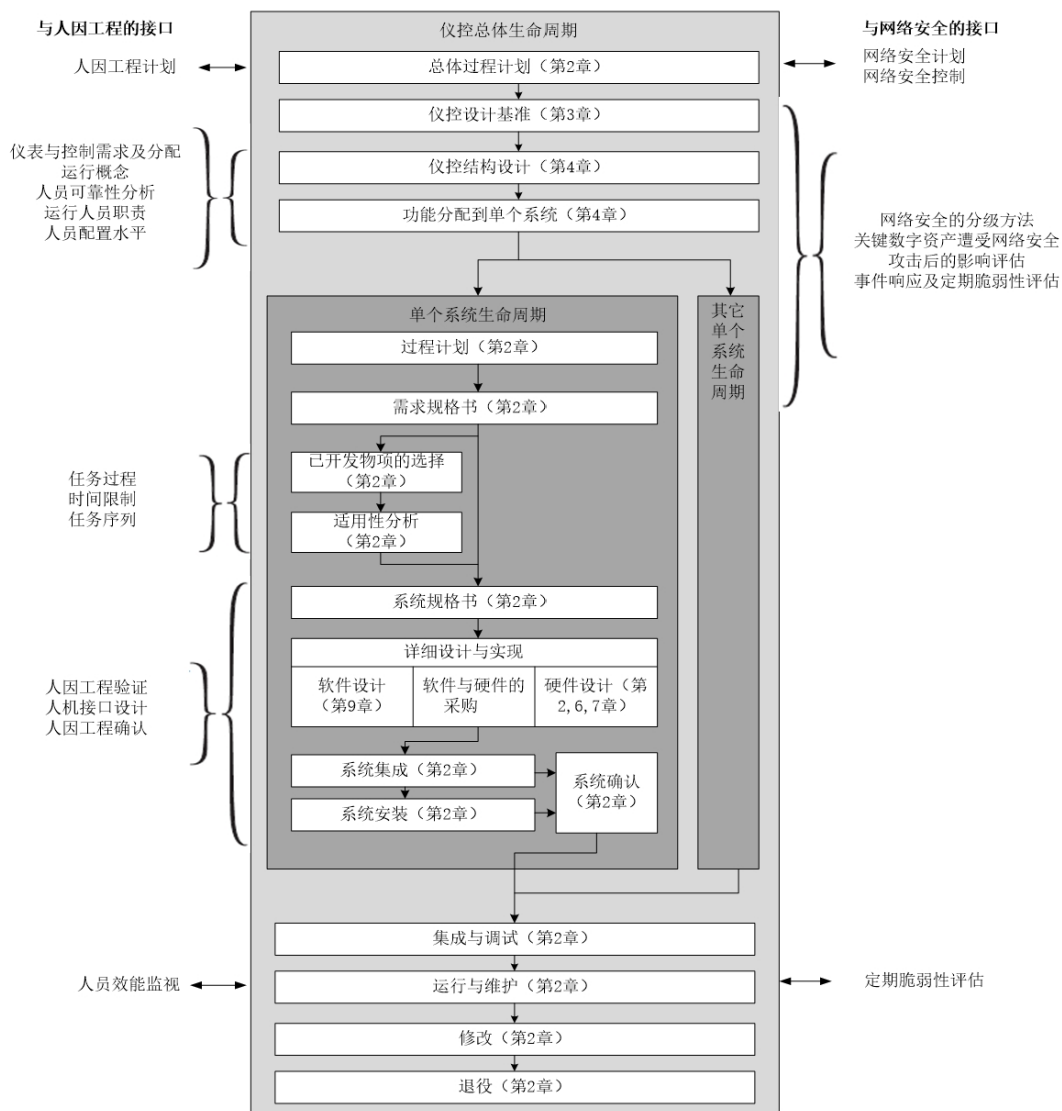 与人因工程的接口
仪控总体生命周期
与网络安全的接口
人因工程计划
总体过程计划（第2章）
网络安全计划
网络安全控制
仪控设计基准（第3章）
仪表与控制需求及分配
运行概念
人员可靠性分析
运行人员职责
人员配置水平
仪控结构设计（第4章）
功能分配到单个系统（第4章）
网络安全的分级方法
关键数字资产遭受网络安全
攻击后的影响评估
事件响应及定期脆弱性评估
单个系统生命周期
其它
单个
系统
生命
周期
过程计划（第2章）
需求规格书（第2章）
已开发物项的选择
（第2章）
任务过程
时间限制
任务序列
适用性分析
（第2章）
系统规格书（第2章）
详细设计与实现
软件设计
（第9章）
软件与硬件的
采购
硬件设计（第
2,6,7章）
人因工程验证
人机接口设计
人因工程确认
系统集成（第2章）
系统安装（第2章）
系统确认
（第2章）
集成与调试（第2章）
人员效能监视
运行与维护（第2章）
定期脆弱性评估
修改（第2章）
退役（第2章）